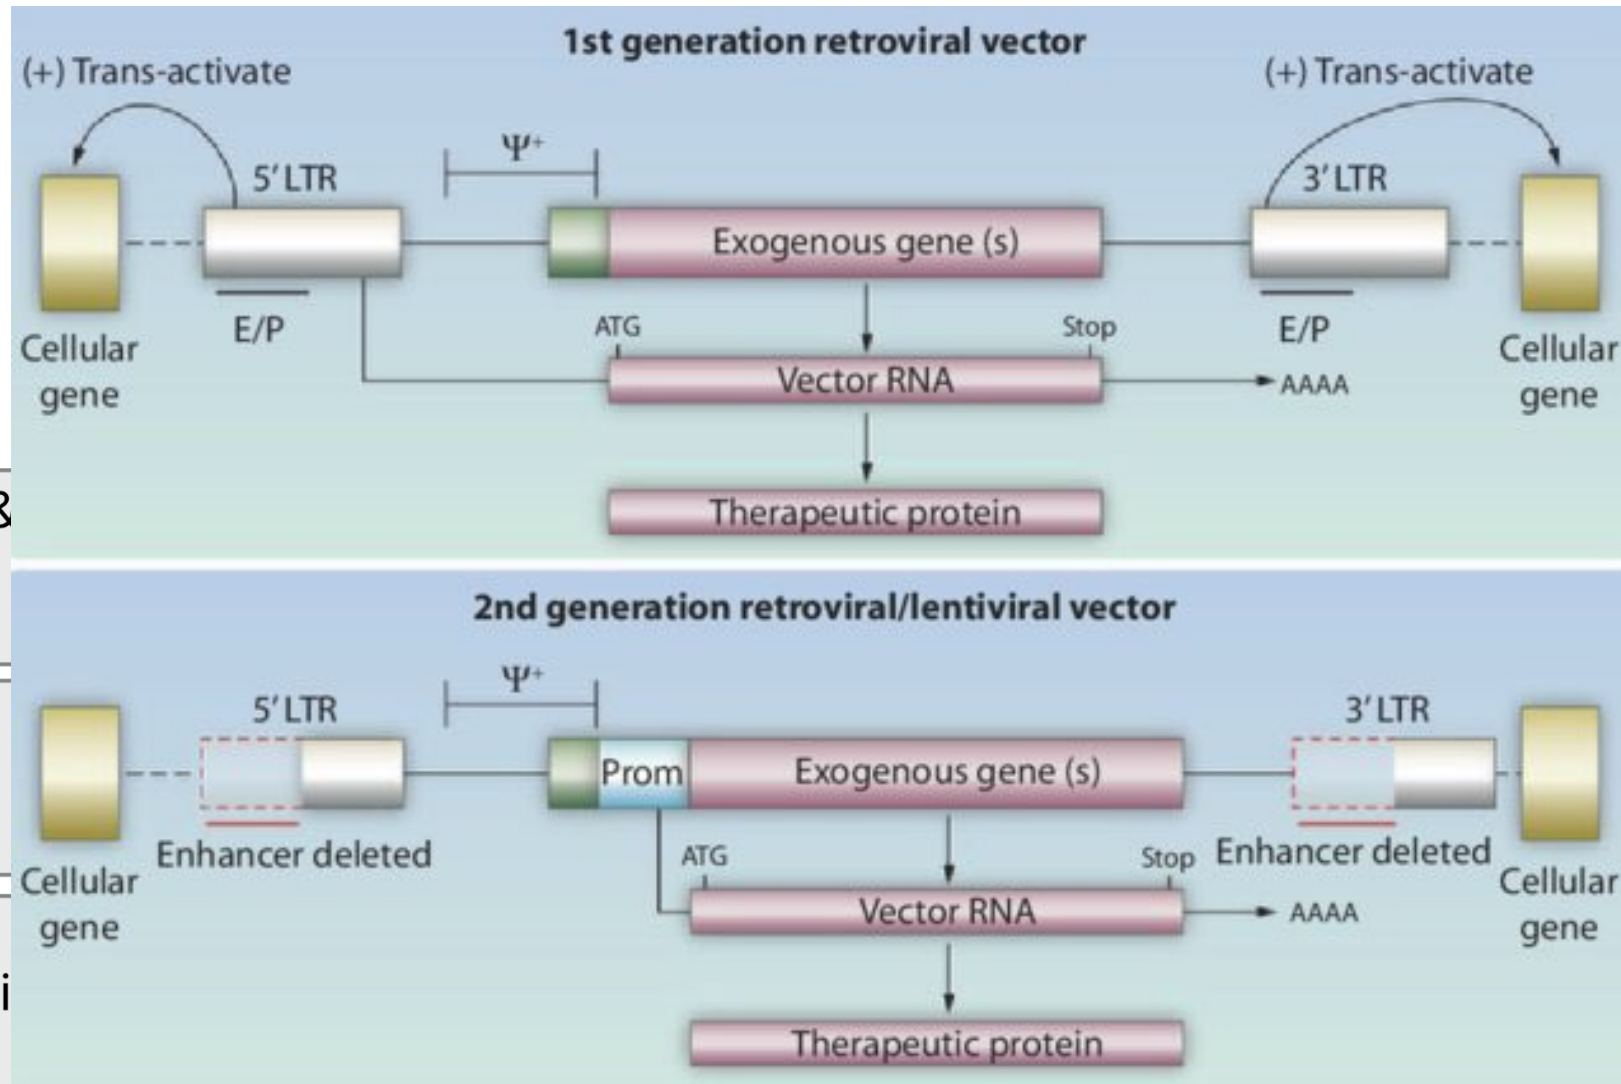 1st generation retroviral vector
(+) Trans-activate
(+) Trans-activate
Ψ+
5' LTR
3' LTR
Exogenous gene (s)
E/P
E/P
Cellular
gene
Cellular
gene
ATG
Stop
Vector RNA
AAAA
Therapeutic protein
&
2nd generation retroviral/lentiviral vector
Ψ+
5' LTR
3' LTR
Prom
Exogenous gene (s)
Enhancer deleted
Enhancer deleted
Cellular
gene
Cellular
gene
ATG
Stop
Vector RNA
AAAA
i
Therapeutic protein